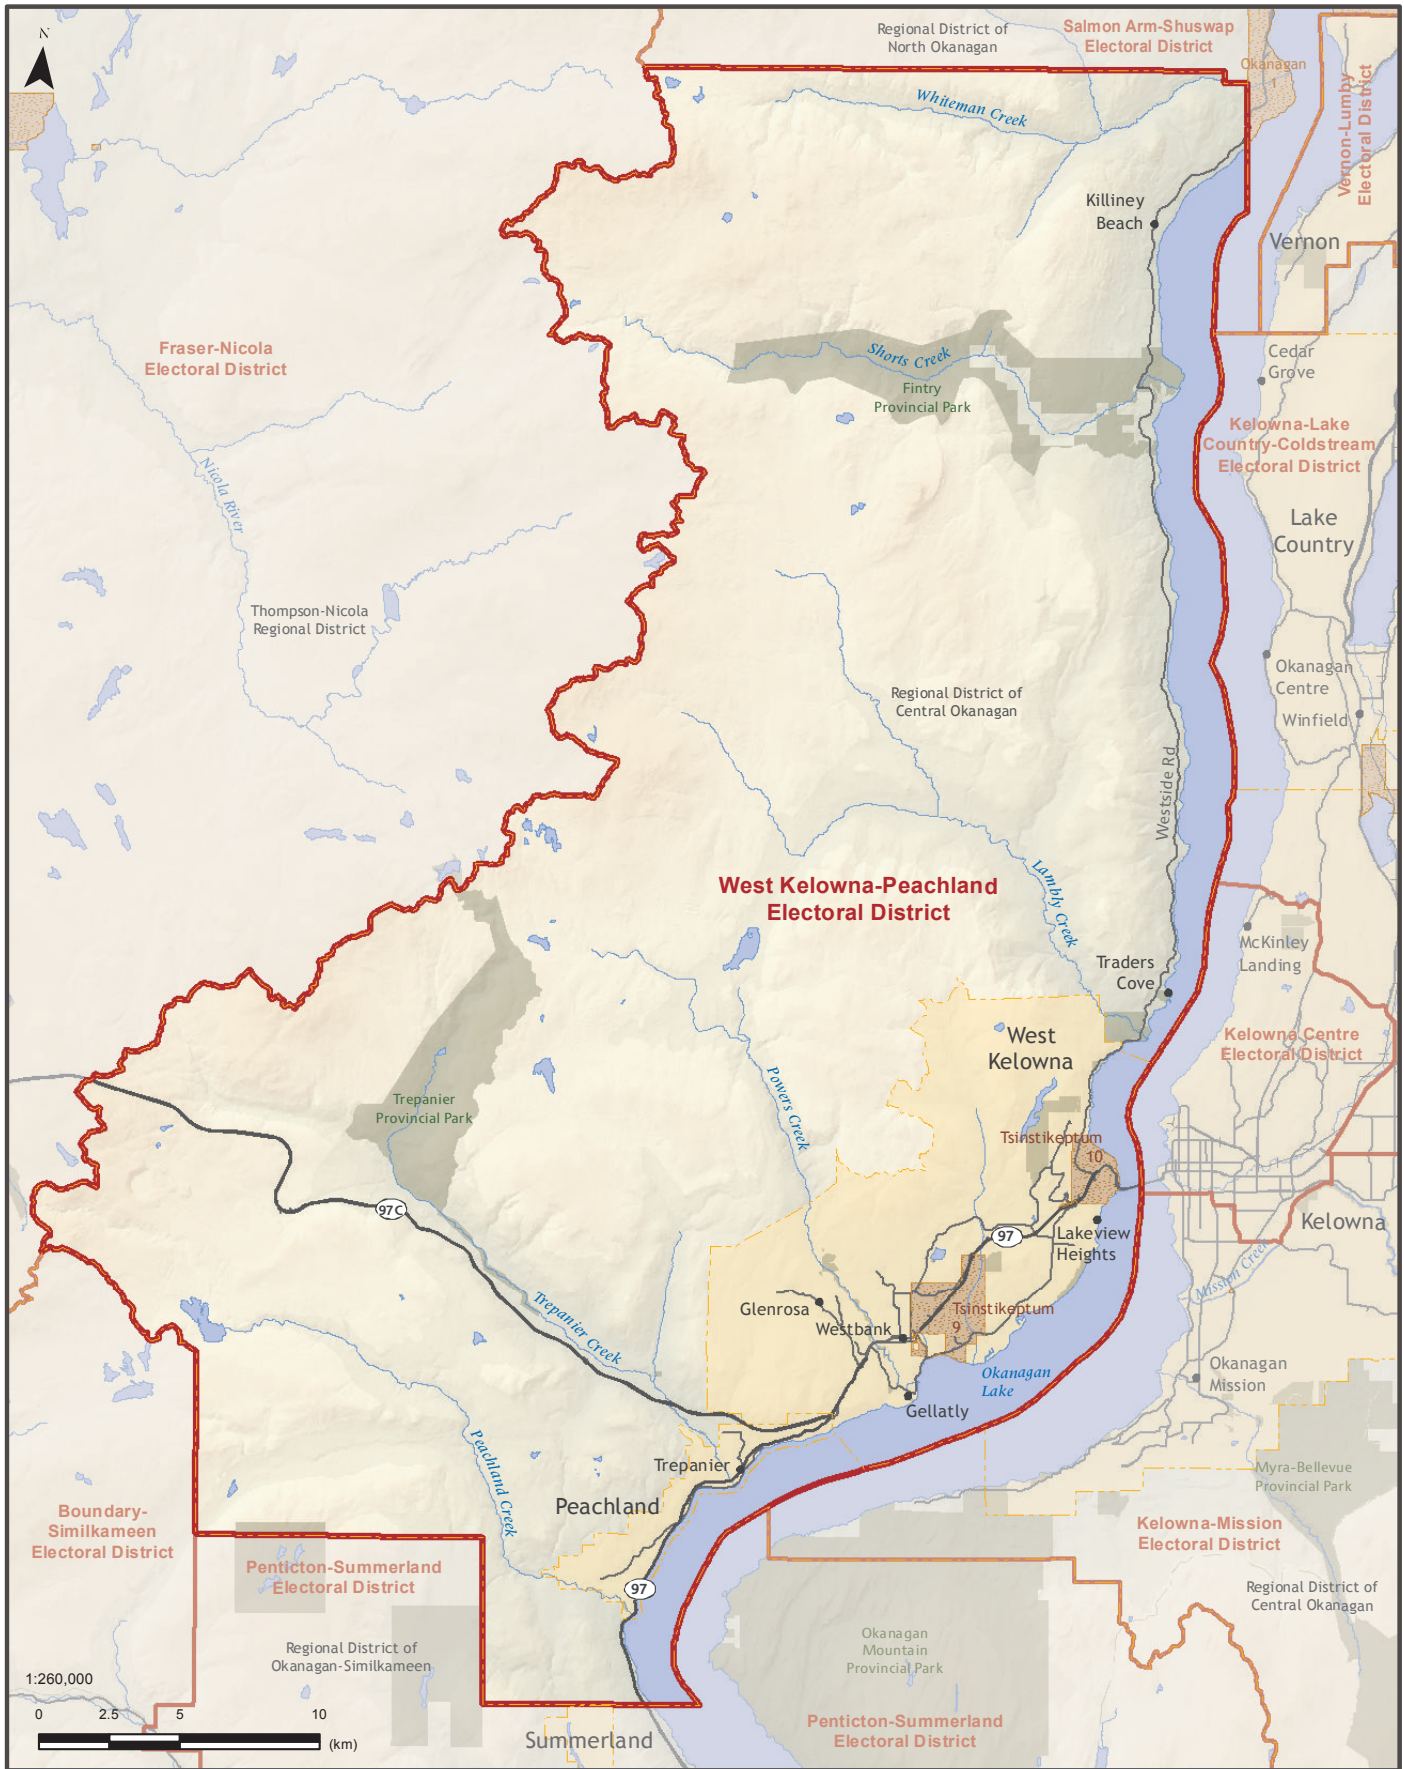 N
Regional District of
North Okanagan
Salmon Arm-Shuswap
Electoral District
Okanagan
1
Vernon-Lumby
Electoral District
Whiteman Creek
Killiney
Beach
Vernon
Fraser-Nicola
Electoral District
Shorts Creek
Fintry
Provincial Park
Cedar
Grove
Kelowna-Lake
Country-Coldstream
Electoral District
Nicola River
Lake
Country
Thompson-Nicola
Regional District
Okanagan
Centre
Winfield
Regional District of
Central Okanagan
Westside Rd
West Kelowna-Peachland
Electoral District
Lambly Creek
McKinley
Landing
Traders
Cove
West
Kelowna
Kelowna Centre
Electoral District
Powers Creek
Trepanier
Provincial Park
Tsinstikeptum
10
97C
97
Lakeview
Heights
Kelowna
Mission Creek
Trepanier Creek
Glenrosa
Westbank
Tsinstikeptum
9
Okanagan
Lake
Okanagan
Mission
Gellatly
Peachland Creek
Trepanier
Peachland
Myra-Bellevue
Provincial Park
Boundary-
Similkameen
Electoral District
Kelowna-Mission
Electoral District
Penticton-Summerland
Electoral District
97
Regional District of
Central Okanagan
Regional District of
Okanagan-Similkameen
Okanagan
Mountain
Provincial Park
1:260,000
0 2.5 5 10
(km)
Summerland
Penticton-Summerland
Electoral District